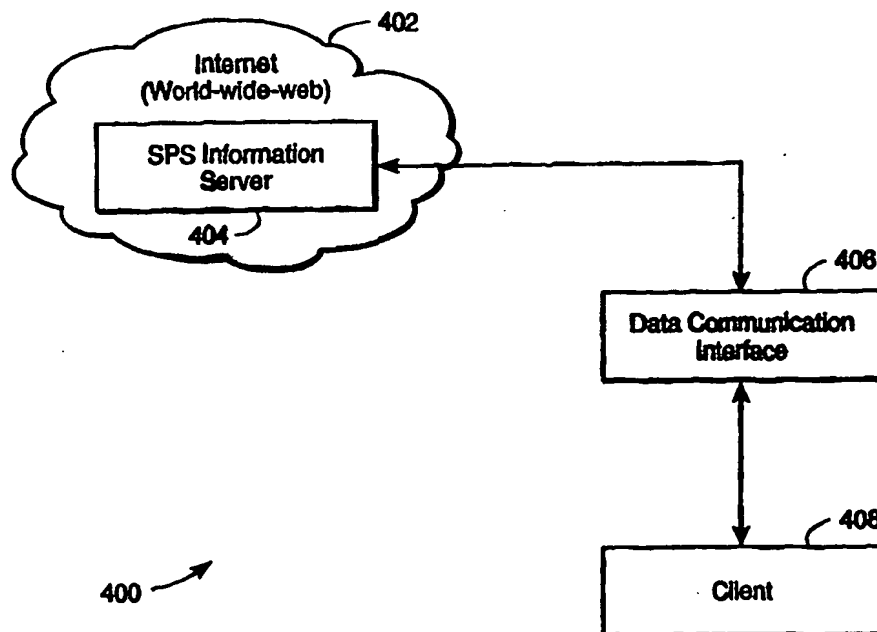 402
Internet
(World-wide-web)
SPS Information
Server
404
406
Data Communication
Interface
408
Client
400